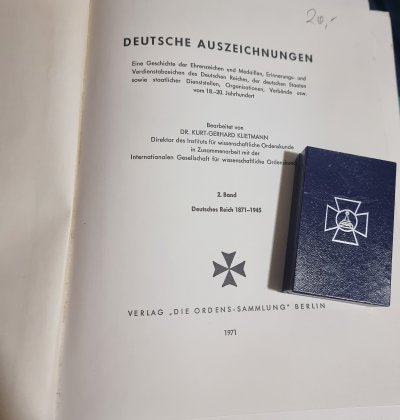 20,-
DEUTSCHE AUSZEICHNUNGEN
Eine Geschichte der Ehrenzeichen und Medaillen, Erinnerungs- und
Verdienstabzeichen des Deutschen Reiches, der deutschen Staaten
sowie staatlicher Dienststellen, Organisationen, Verbände usw.
vom 18.-20. Jahrhundert
Bearbeitet von
DR. KURT-GERHARD KLIETMANN
Direktor des Instituts für wissenschaftliche Ordenskunde
in Zusammenarbeit mit der
Internationalen Gesellschaft für wissenschaftliche Ordenskunde
2. Band
Deutsches Reich 1871-1945
VERLAG „DIE ORDENS-SAMMLUNG" BERLIN
1971